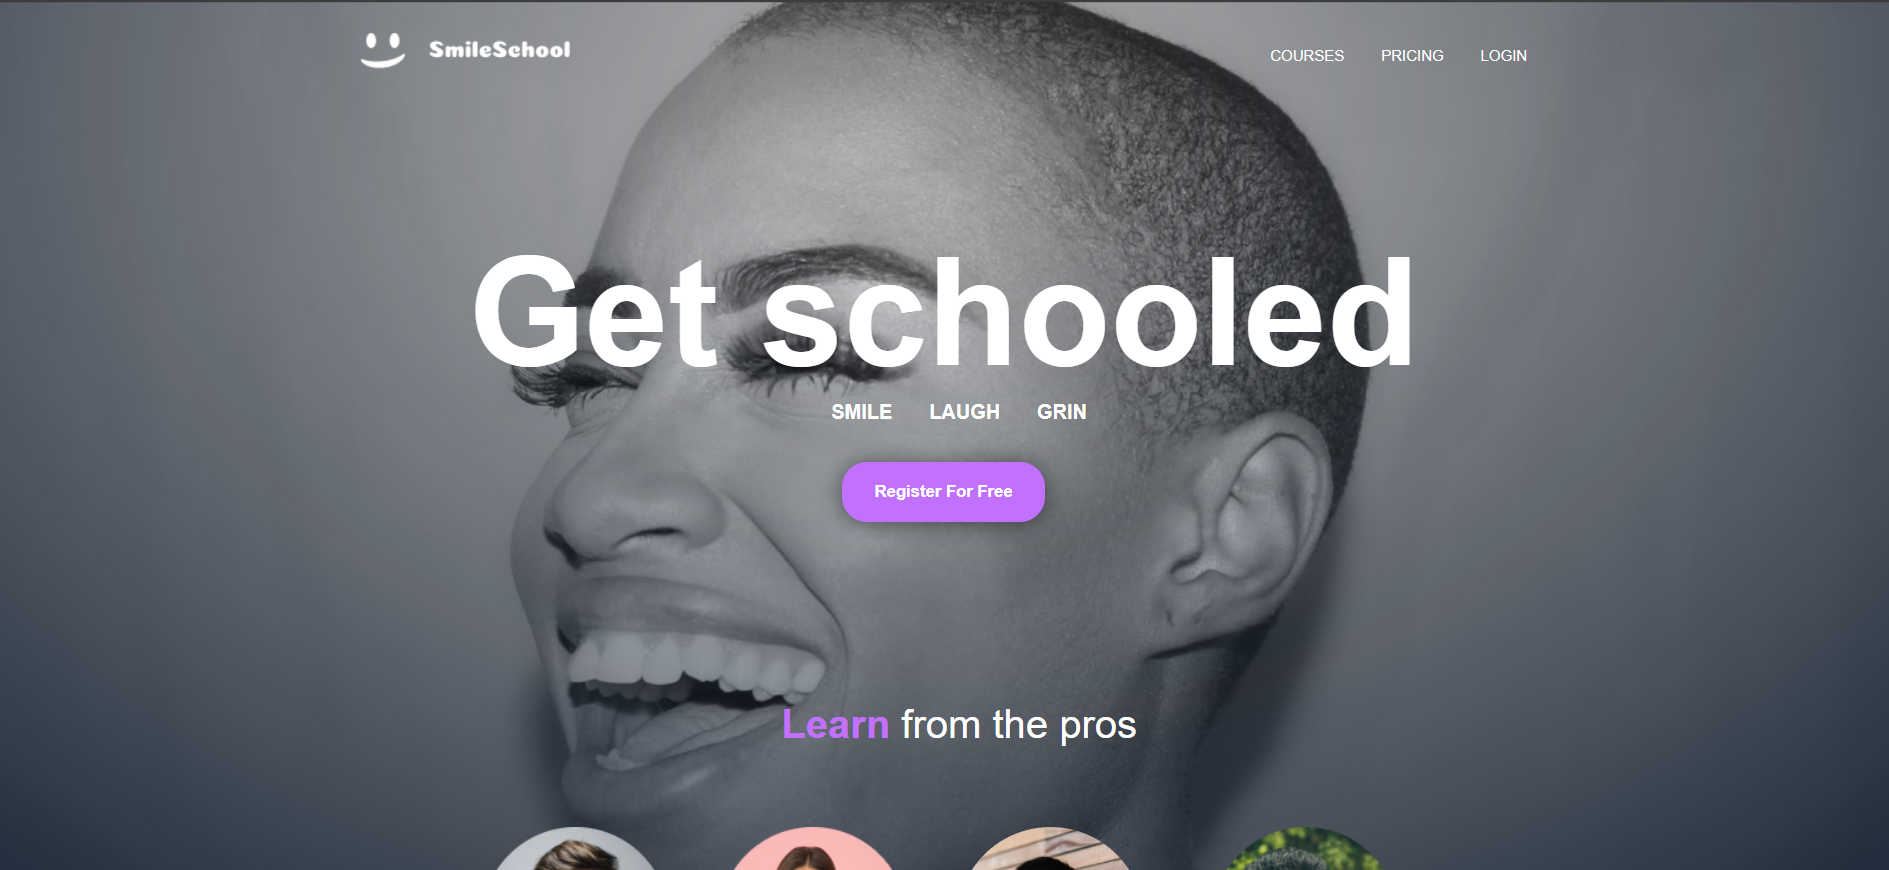 SmileSchool
COURSES PRICING LOGIN
Get schooled
SMILE LAUGH GRIN
Register For Free
Learn from the pros